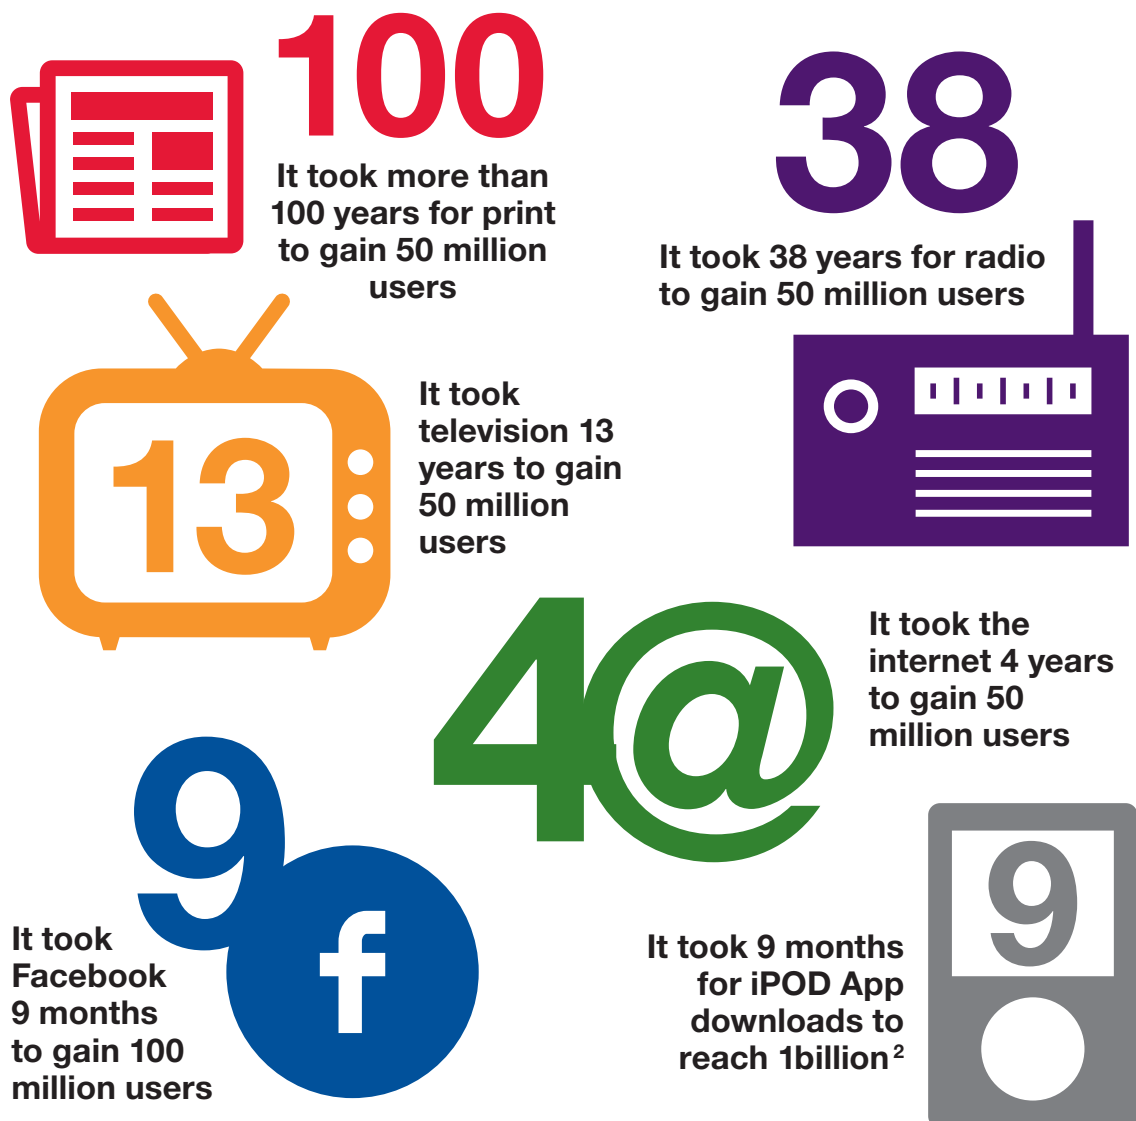 100
It took more than
100 years for print
to gain 50 million
users
38
It took 38 years for radio
to gain 50 million users
13
It took
television 13
years to gain
50 million
users
4@
It took the
internet 4 years
to gain 50
million users
9
f
It took
Facebook
9 months
to gain 100
million users
9
It took 9 months
for iPOD App
downloads to
reach 1billion²